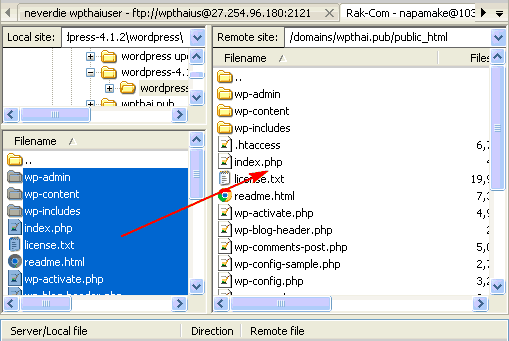 neverdie wpthaiuser - ftp://wpthaius@27.254.96.180:2121
Rak-Com - napamake@103
Local site: press-4.1.2\wordpress\
wordpress
wordpress-4.
wordpress
wpthai.pub
Filename
..
wp-admin
wp-content
wp-includes
index.php
license.txt
readme.html
wp-activate.php
wp-blog-header.php
Remote site: /domains/wpthai.pub/public_html
Filename Files
..
wp-admin
wp-content
wp-includes
.htaccess 6,7
index.php 4
license.txt 19,9
readme.html 7,3
wp-activate.php 4,9
wp-blog-header.php 2
wp-comments-post.php 5,0
wp-config-sample.php 2,7
wp-config.php 3,2
Server/Local file Direction Remote file